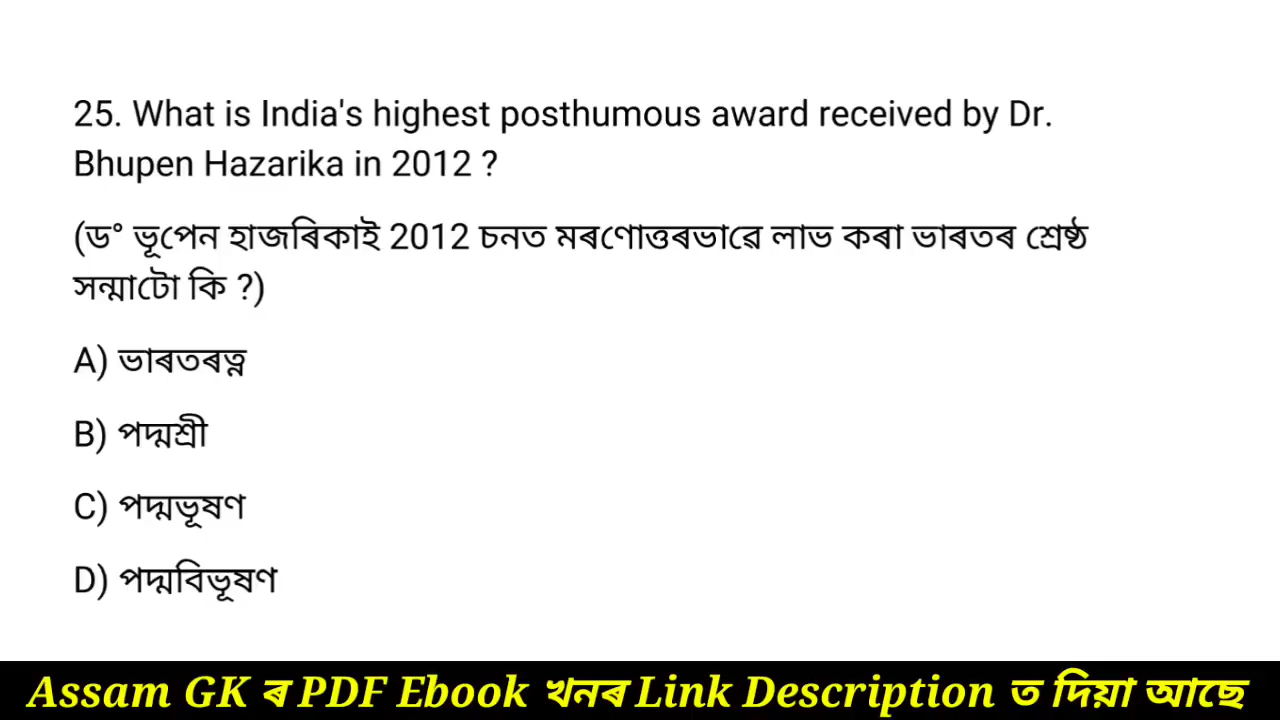 25. What is India's highest posthumous award received by Dr.
Bhupen Hazarika in 2012 ?
(ড° ভূপেন হাজৰিকাই 2012 চনত মৰণোত্তৰভাৱে লাভ কৰা ভাৰতৰ শ্ৰেষ্ঠ
সন্মাটো কি ?)
A) ভাৰতৰত্ন
B) পদ্মশ্ৰী
C) পদ্মভূষণ
D) পদ্মবিভূষণ
Assam GK ৰ PDF Ebook খনৰ Link Description ত দিয়া আছে